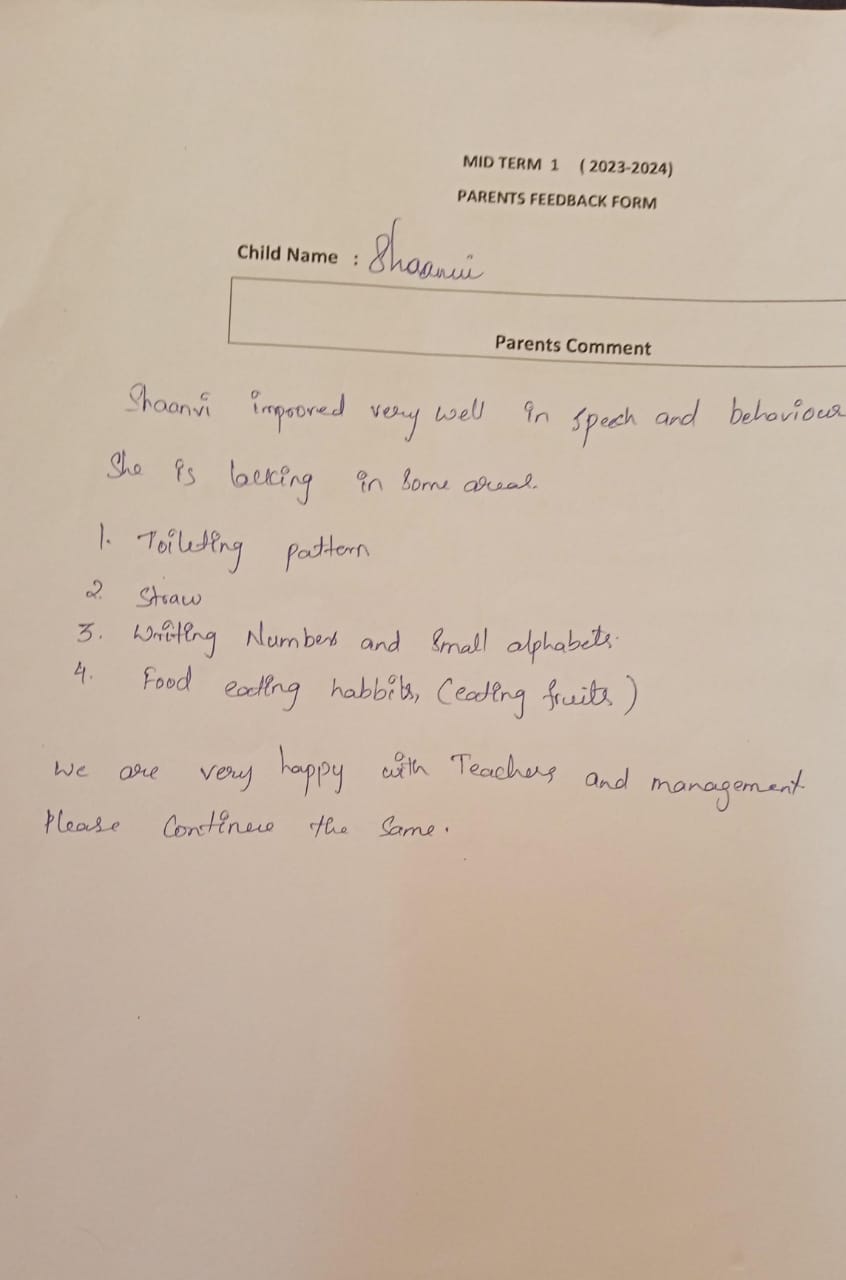 MID TERM 1 ( 2023-2024)
PARENTS FEEDBACK FORM
Child Name : Shaanvi
Parents Comment
Shaanvi improved very well in speech and behaviour
She is lacking in some areas.
1. Toileting pattern
2. Straw
3. Writing Numbers and Small alphabets.
4. Food eating habbits, (eating fruits)
We are very happy with Teachers and management
Please Continew the Same.